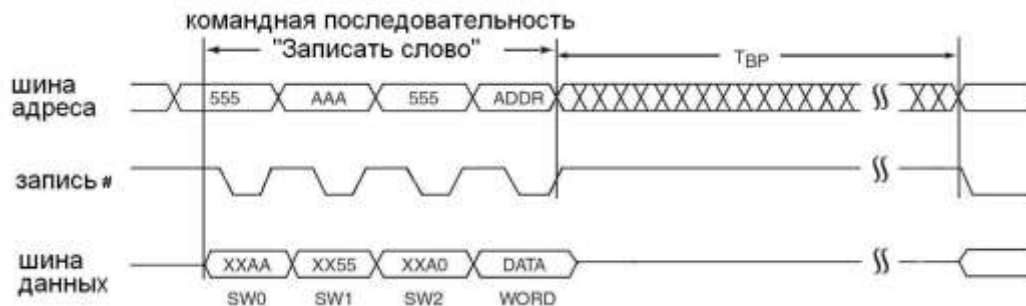 командная последовательность
"Записать слово"
TBP
шина
адреса
555 AAA 555 ADDR
запись #
шина
данных
XXAA XX55 XXA0 DATA
SW0 SW1 SW2 WORD